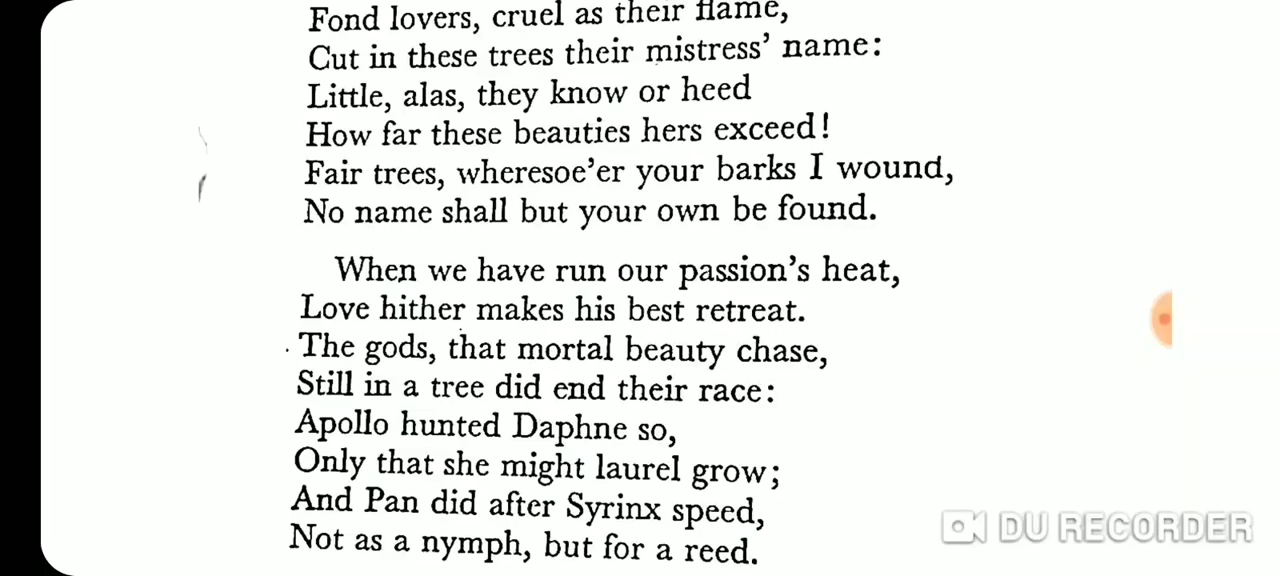 Fond lovers, cruel as their flame,
Cut in these trees their mistress’ name:
Little, alas, they know or heed
How far these beauties hers exceed!
Fair trees, wheresoe’er your barks I wound,
No name shall but your own be found.
When we have run our passion’s heat,
Love hither makes his best retreat.
The gods, that mortal beauty chase,
Still in a tree did end their race:
Apollo hunted Daphne so,
Only that she might laurel grow;
And Pan did after Syrinx speed,
Not as a nymph, but for a reed.
DU RECORDER